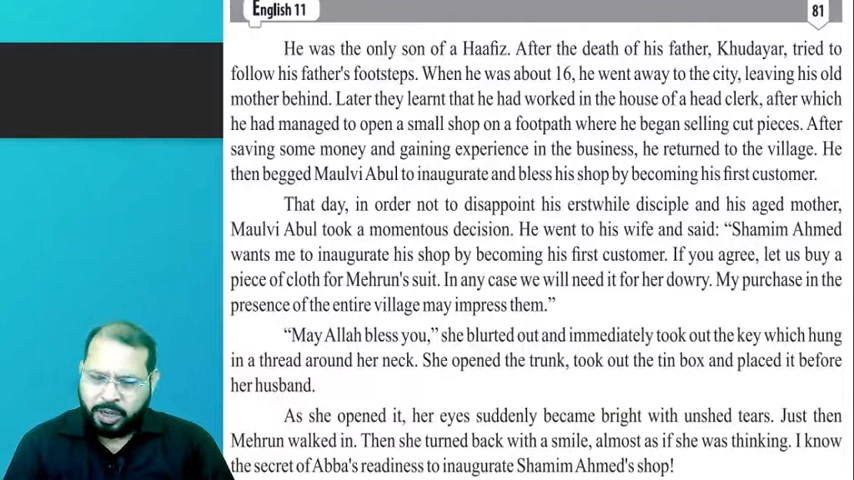 English 11
81
He was the only son of a Haafiz. After the death of his father, Khudayar, tried to
follow his father's footsteps. When he was about 16, he went away to the city, leaving his old
mother behind. Later they learnt that he had worked in the house of a head clerk, after which
he had managed to open a small shop on a footpath where he began selling cut pieces. After
saving some money and gaining experience in the business, he returned to the village. He
then begged Maulvi Abul to inaugurate and bless his shop by becoming his first customer.
That day, in order not to disappoint his erstwhile disciple and his aged mother,
Maulvi Abul took a momentous decision. He went to his wife and said: “Shamim Ahmed
wants me to inaugurate his shop by becoming his first customer. If you agree, let us buy a
piece of cloth for Mehrun's suit. In any case we will need it for her dowry. My purchase in the
presence of the entire village may impress them.”
“May Allah bless you,” she blurted out and immediately took out the key which hung
in a thread around her neck. She opened the trunk, took out the tin box and placed it before
her husband.
As she opened it, her eyes suddenly became bright with unshed tears. Just then
Mehrun walked in. Then she turned back with a smile, almost as if she was thinking. I know
the secret of Abba's readiness to inaugurate Shamim Ahmed's shop!